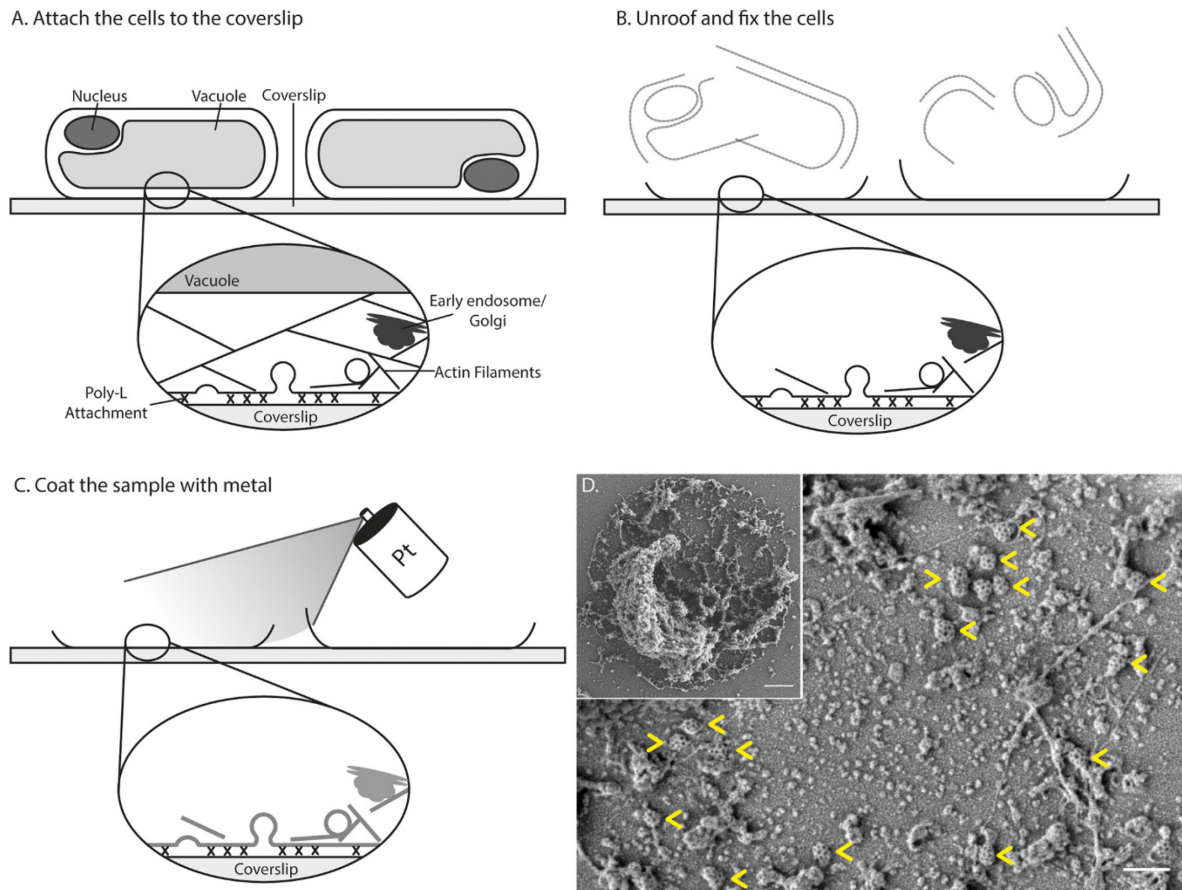 A. Attach the cells to the coverslip
Nucleus
Vacuole
Coverslip
Vacuole
Early endosome/
Golgi
Actin Filaments
Poly-L
Attachment
Coverslip
B. Unroof and fix the cells
Coverslip
C. Coat the sample with metal
Pt
Coverslip
D.